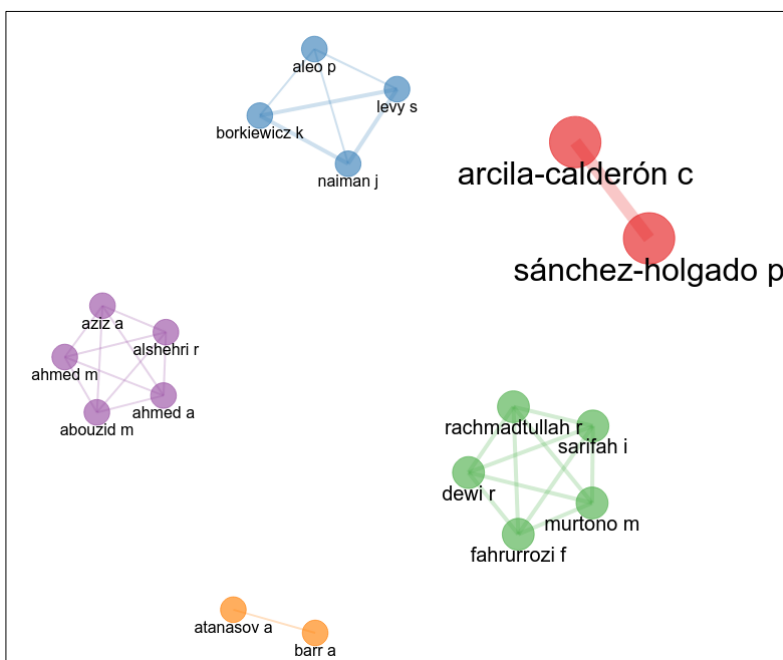 aleo p
levy s
borkiewicz k
naiman j
arcila-calderón c
sánchez-holgado p
aziz a
alshehri r
ahmed m
ahmed a
abouzid m
rachmadtullah r
sarifah i
dewi r
murtono m
fahrurrozi f
atanasov a
barr a